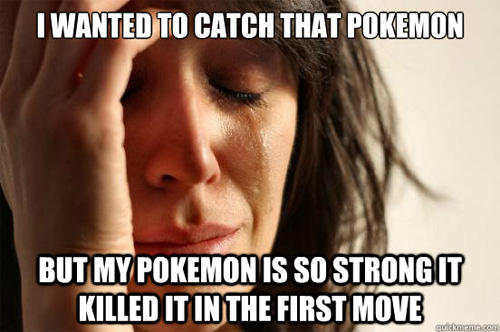 I WANTED TO CATCH THAT POKEMON
BUT MY POKEMON IS SO STRONG IT
KILLED IT IN THE FIRST MOVE
quickmeme.com